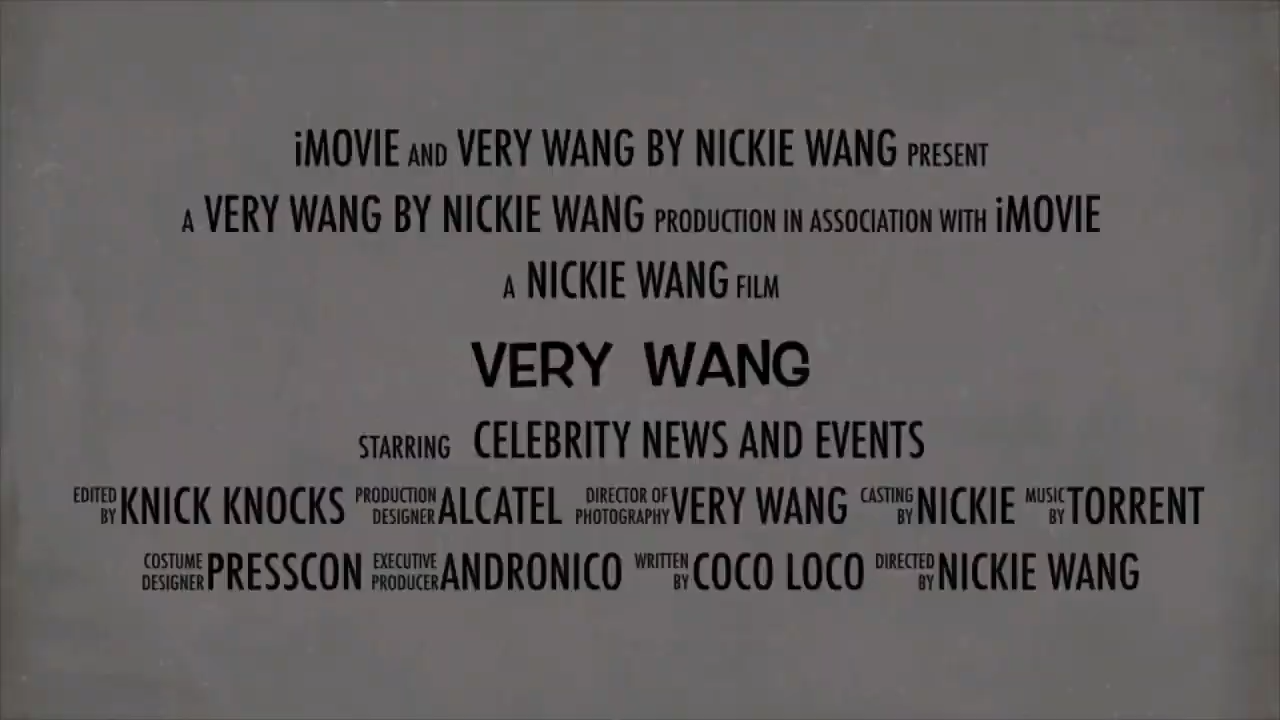 iMOVIE AND VERY WANG BY NICKIE WANG PRESENT
A VERY WANG BY NICKIE WANG PRODUCTION IN ASSOCIATION WITH iMOVIE
A NICKIE WANG FILM
VERY WANG
STARRING CELEBRITY NEWS AND EVENTS
EDITED BY KNICK KNOCKS PRODUCTION DESIGNER ALCATEL DIRECTOR OF PHOTOGRAPHY VERY WANG CASTING BY NICKIE MUSIC BY TORRENT
COSTUME DESIGNER PRESSCON EXECUTIVE PRODUCER ANDRONICO WRITTEN BY COCO LOCO DIRECTED BY NICKIE WANG